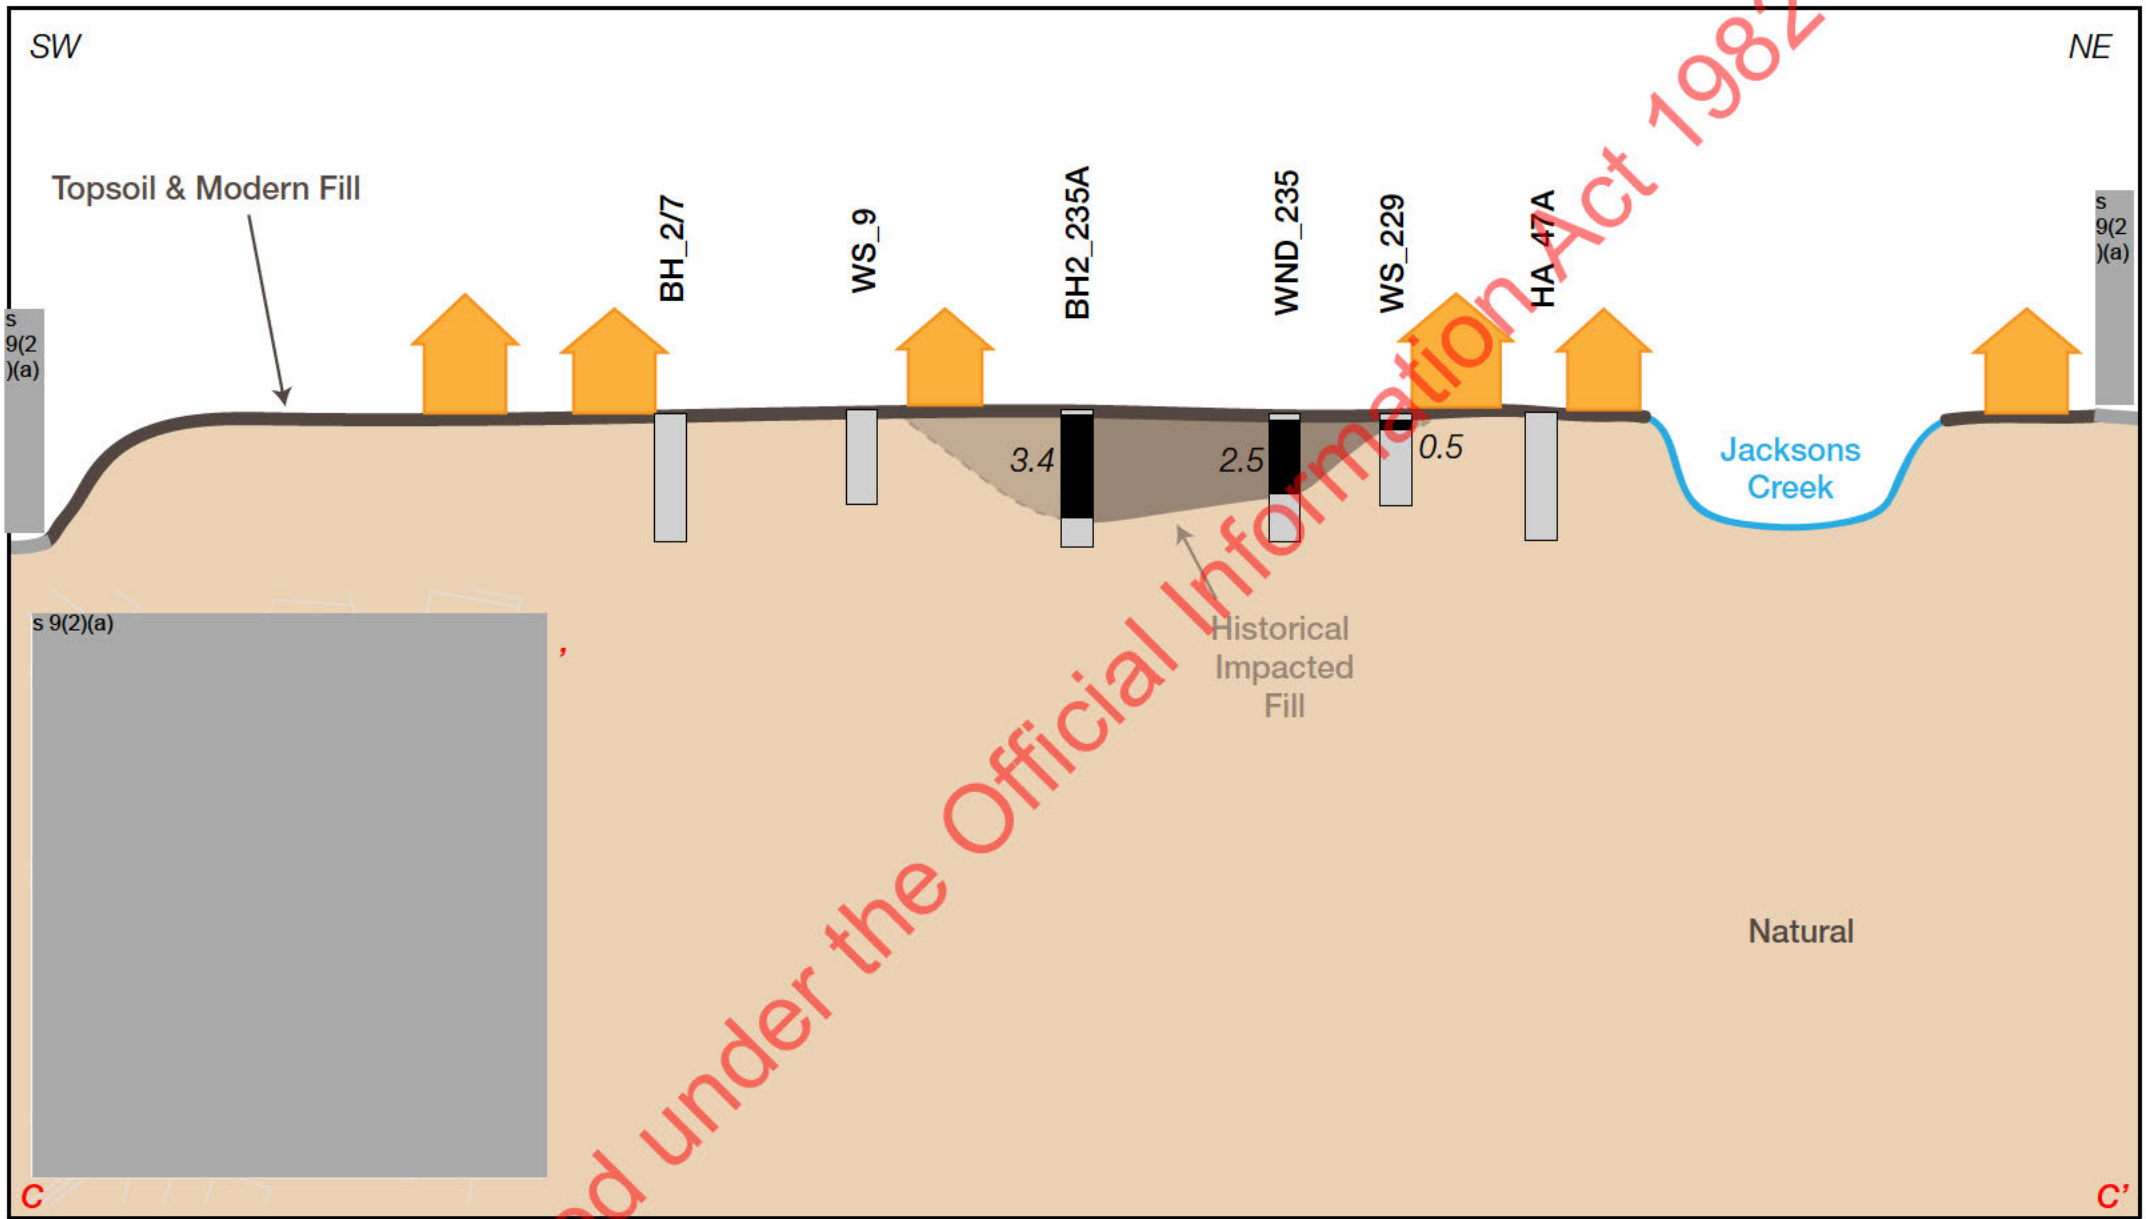 SW
NE
Topsoil & Modern Fill
BH_2/7
WS_9
BH2_235A
WND_235
WS_229
HA_47A
s
9(2
)(a)
s
9(2
)(a)
3.4
2.5
0.5
Jacksons
Creek
s 9(2)(a)
’
Historical
Impacted
Fill
Natural
C
C’
ed under the Official Information Act 1982